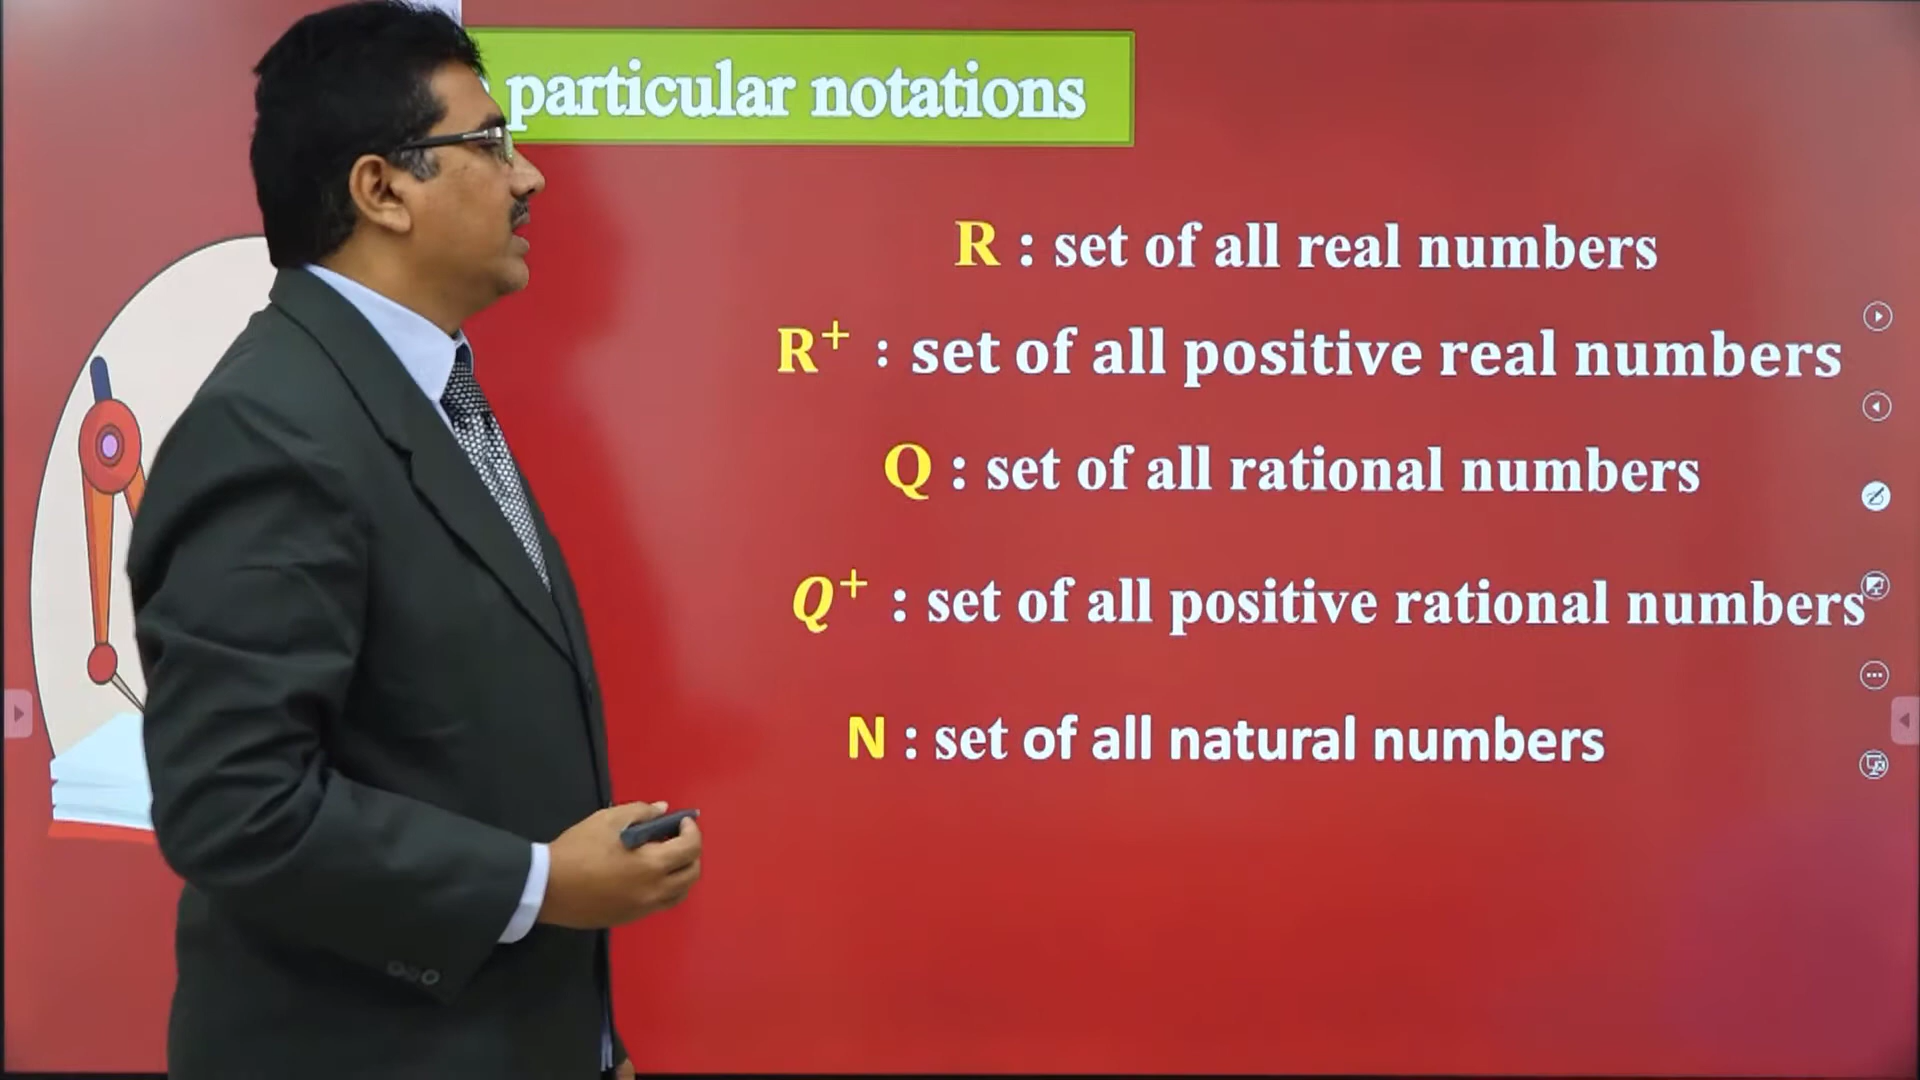 particular notations
R : set of all real numbers
R⁺ : set of all positive real numbers
Q : set of all rational numbers
Q⁺ : set of all positive rational numbers
N : set of all natural numbers